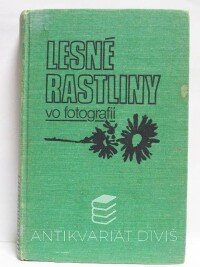 LESNÉ
RASTLINY
vo fotografii
ANTIKVARIÁT DIVIŠ